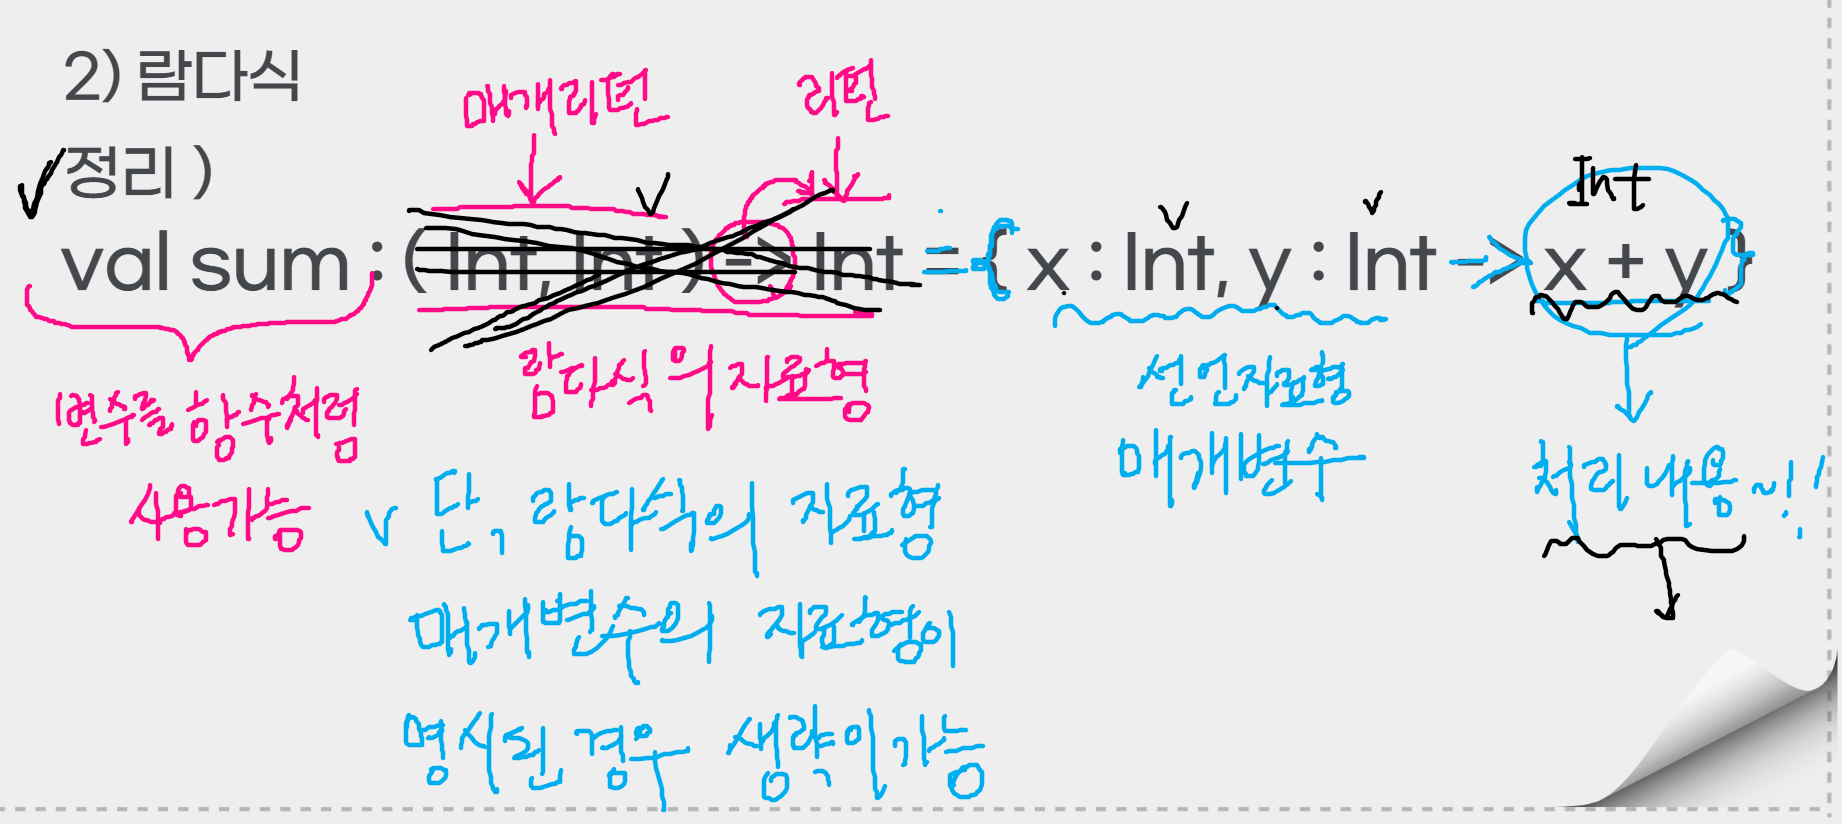 2) 람다식
매개리턴 리턴
정리 )
Int
val sum : ( Int, Int ) -> Int = { x : Int, y : Int -> x + y }
람다식의 자료형
선언자료형
변수를 함수처럼
매개변수
처리 내용~!!
사용가능
단, 람다식의 자료형
매개변수의 자료형이
명시된 경우 생략이가능